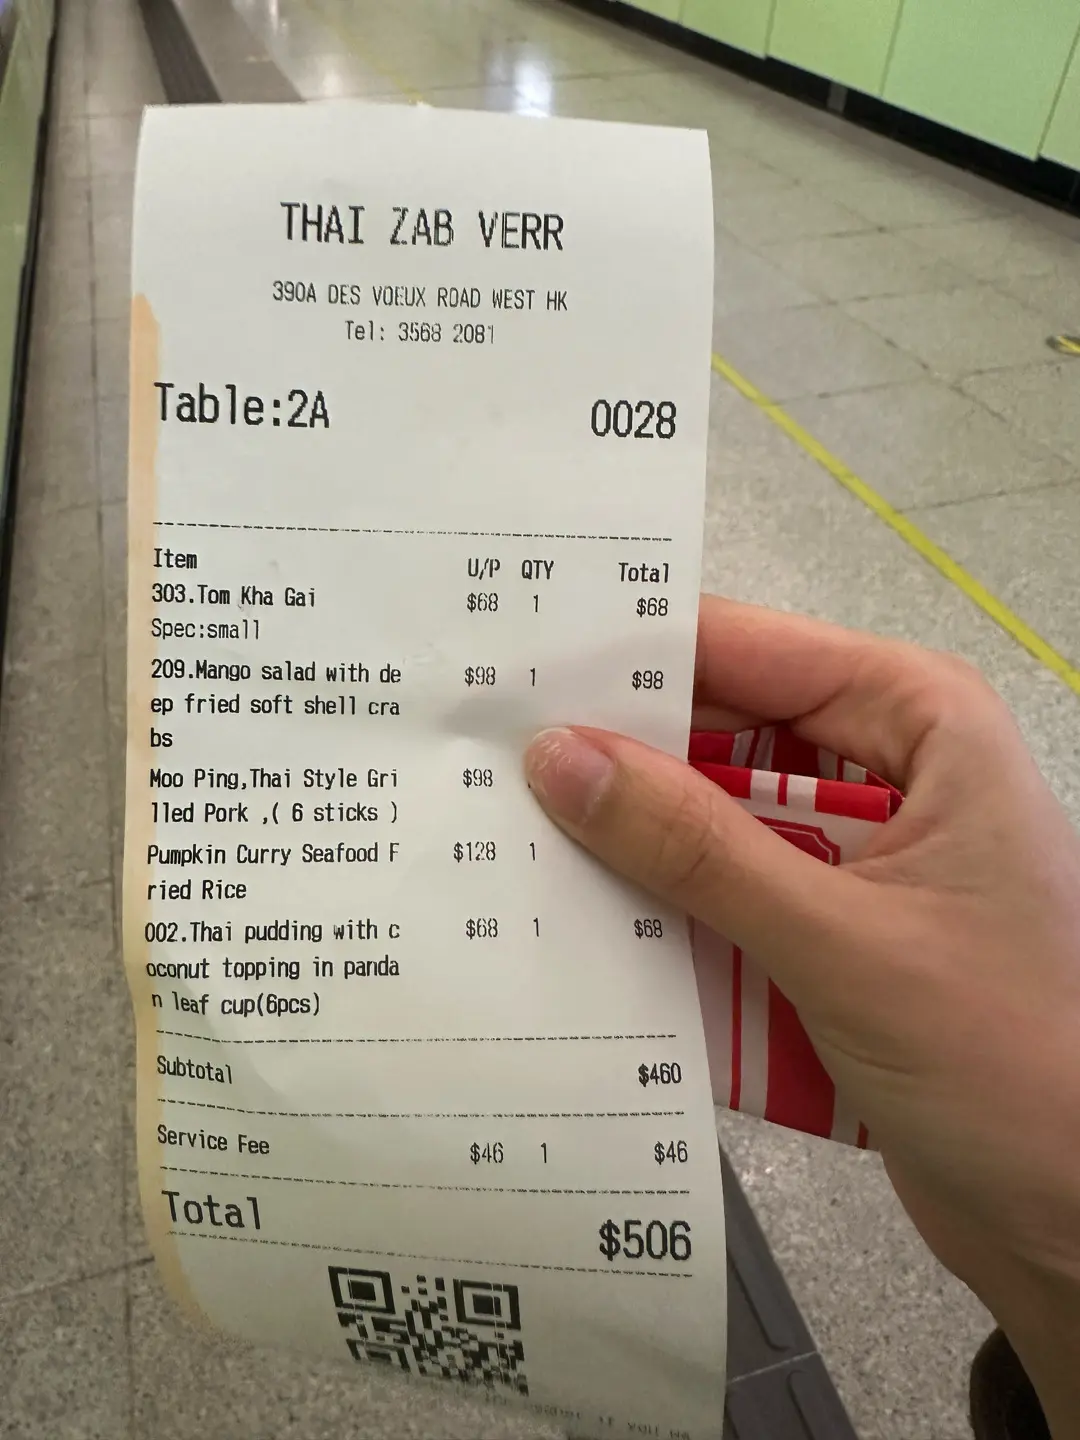 THAI ZAB VERR
390A DES VOEUX ROAD WEST HK
Tel: 3568 2081
Table:2A 0028
Item U/P QTY Total
303.Tom Kha Gai $68 1 $68
Spec:small
209.Mango salad with de $98 1 $98
ep fried soft shell cra
bs
Moo Ping,Thai Style Gri $98
lled Pork ,( 6 sticks )
Pumpkin Curry Seafood F $128 1
ried Rice
002.Thai pudding with c $68 1 $68
oconut topping in panda
n leaf cup(6pcs)
Subtotal $460
Service Fee $46 1 $46
Total $506